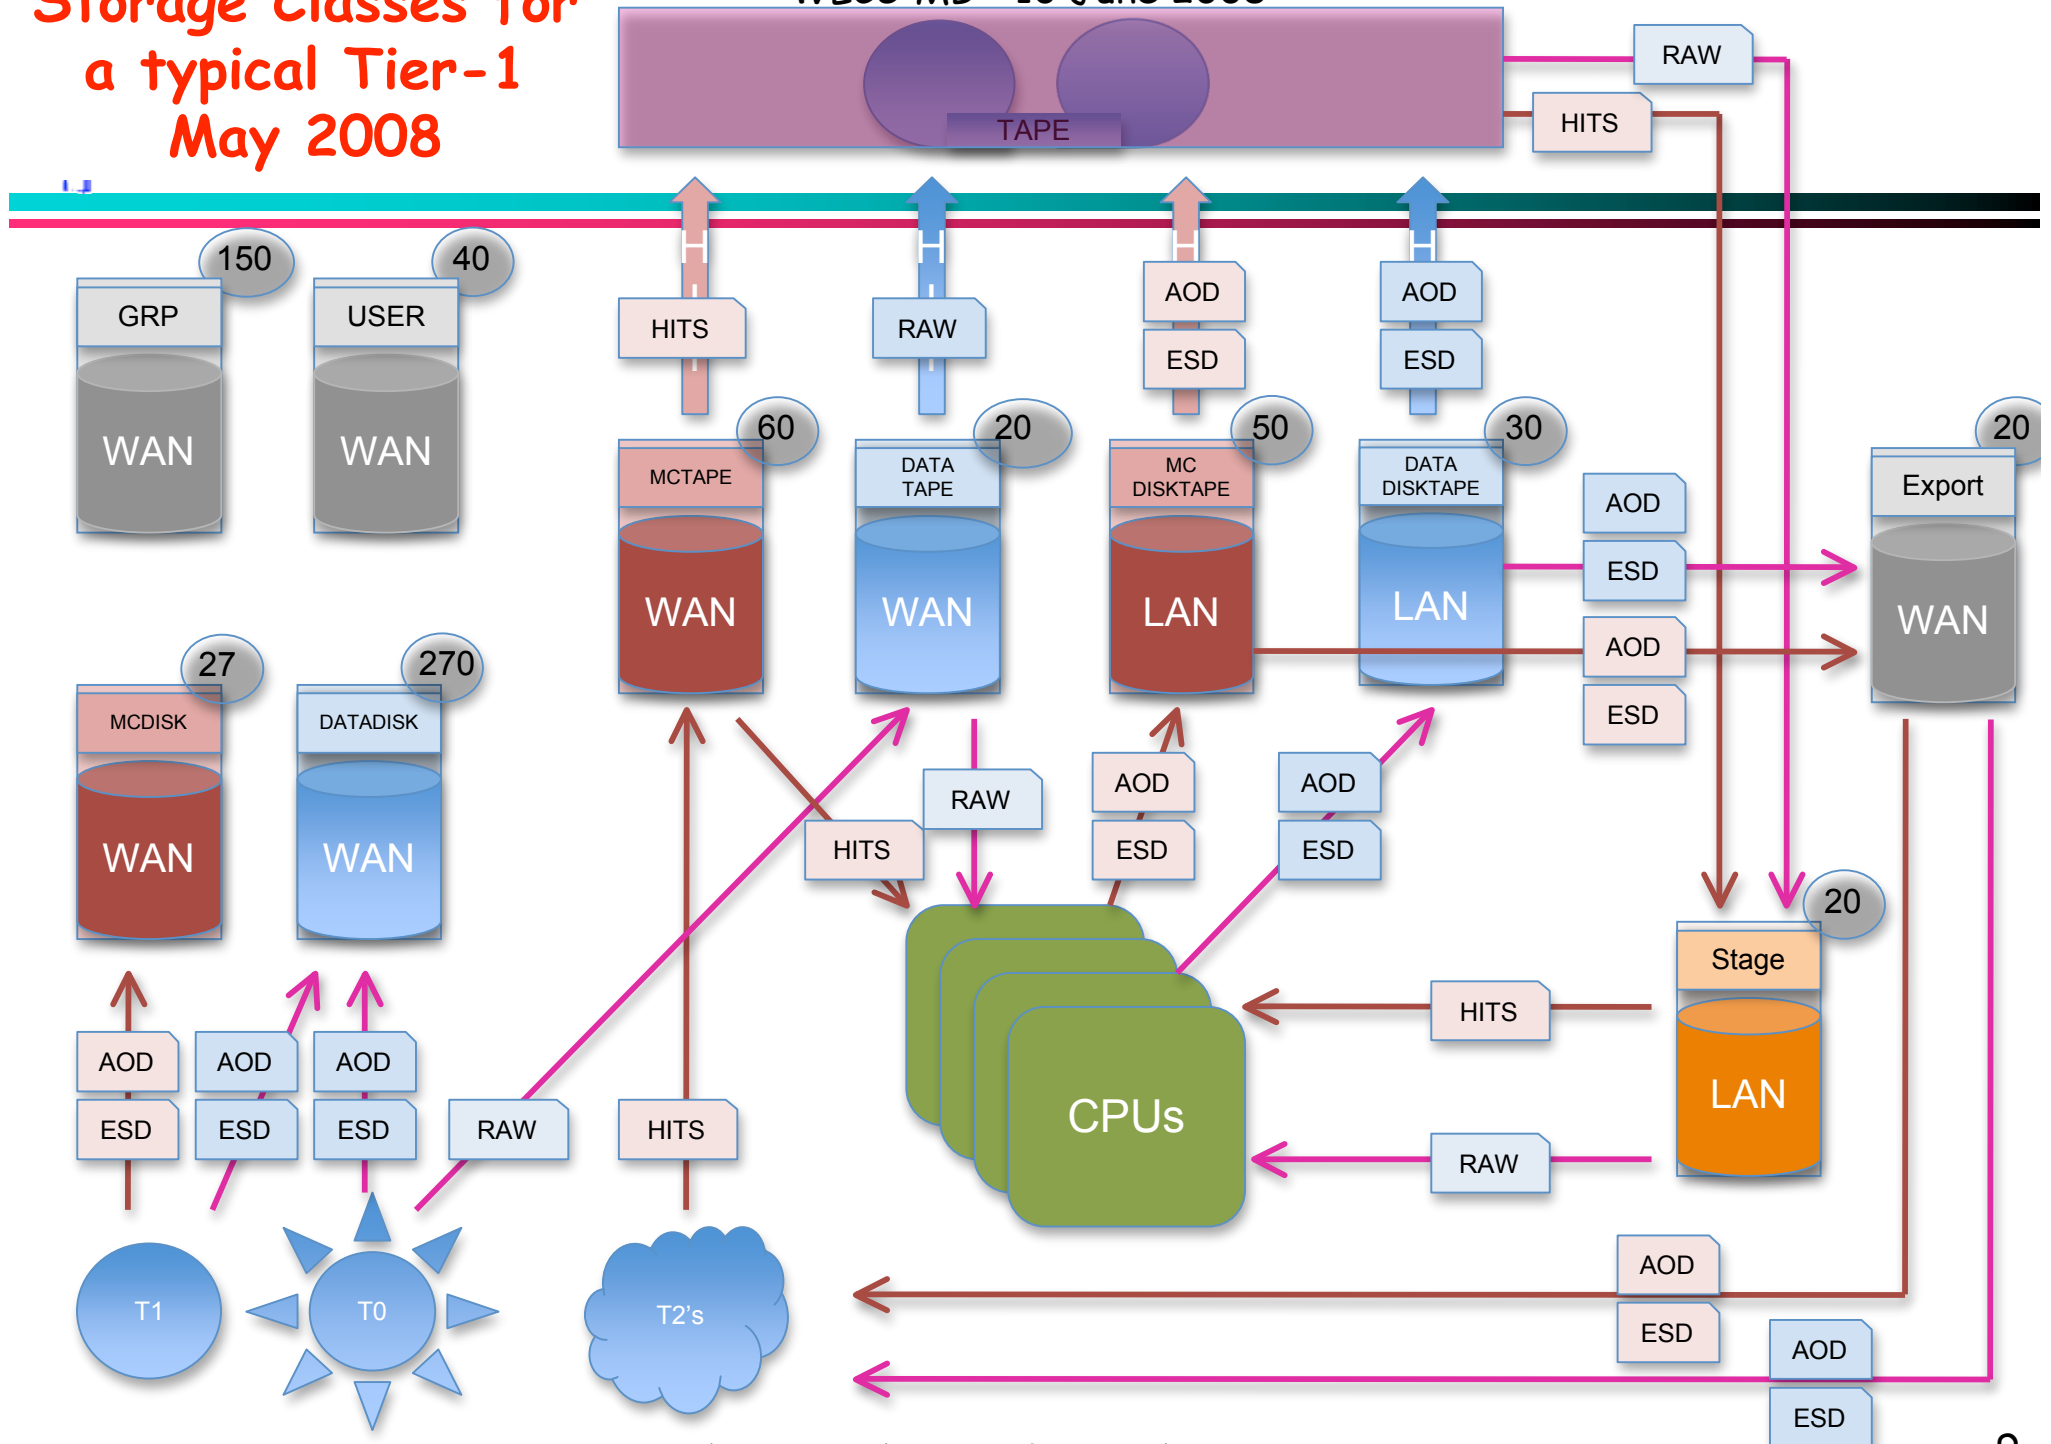 Storage Classes for
a typical Tier-1
May 2008
TAPE
RAW
HITS
150
GRP
WAN
40
USER
WAN
HITS
RAW
AOD
ESD
AOD
ESD
60
MCTAPE
WAN
20
DATA
TAPE
WAN
50
MC
DISKTAPE
LAN
30
DATA
DISKTAPE
LAN
AOD
ESD
AOD
ESD
20
Export
WAN
27
MCDISK
WAN
270
DATADISK
WAN
RAW
HITS
AOD
ESD
AOD
ESD
20
Stage
LAN
HITS
RAW
CPUs
AOD
ESD
AOD
ESD
AOD
ESD
RAW
HITS
T1
T0
T2's
AOD
ESD
AOD
ESD